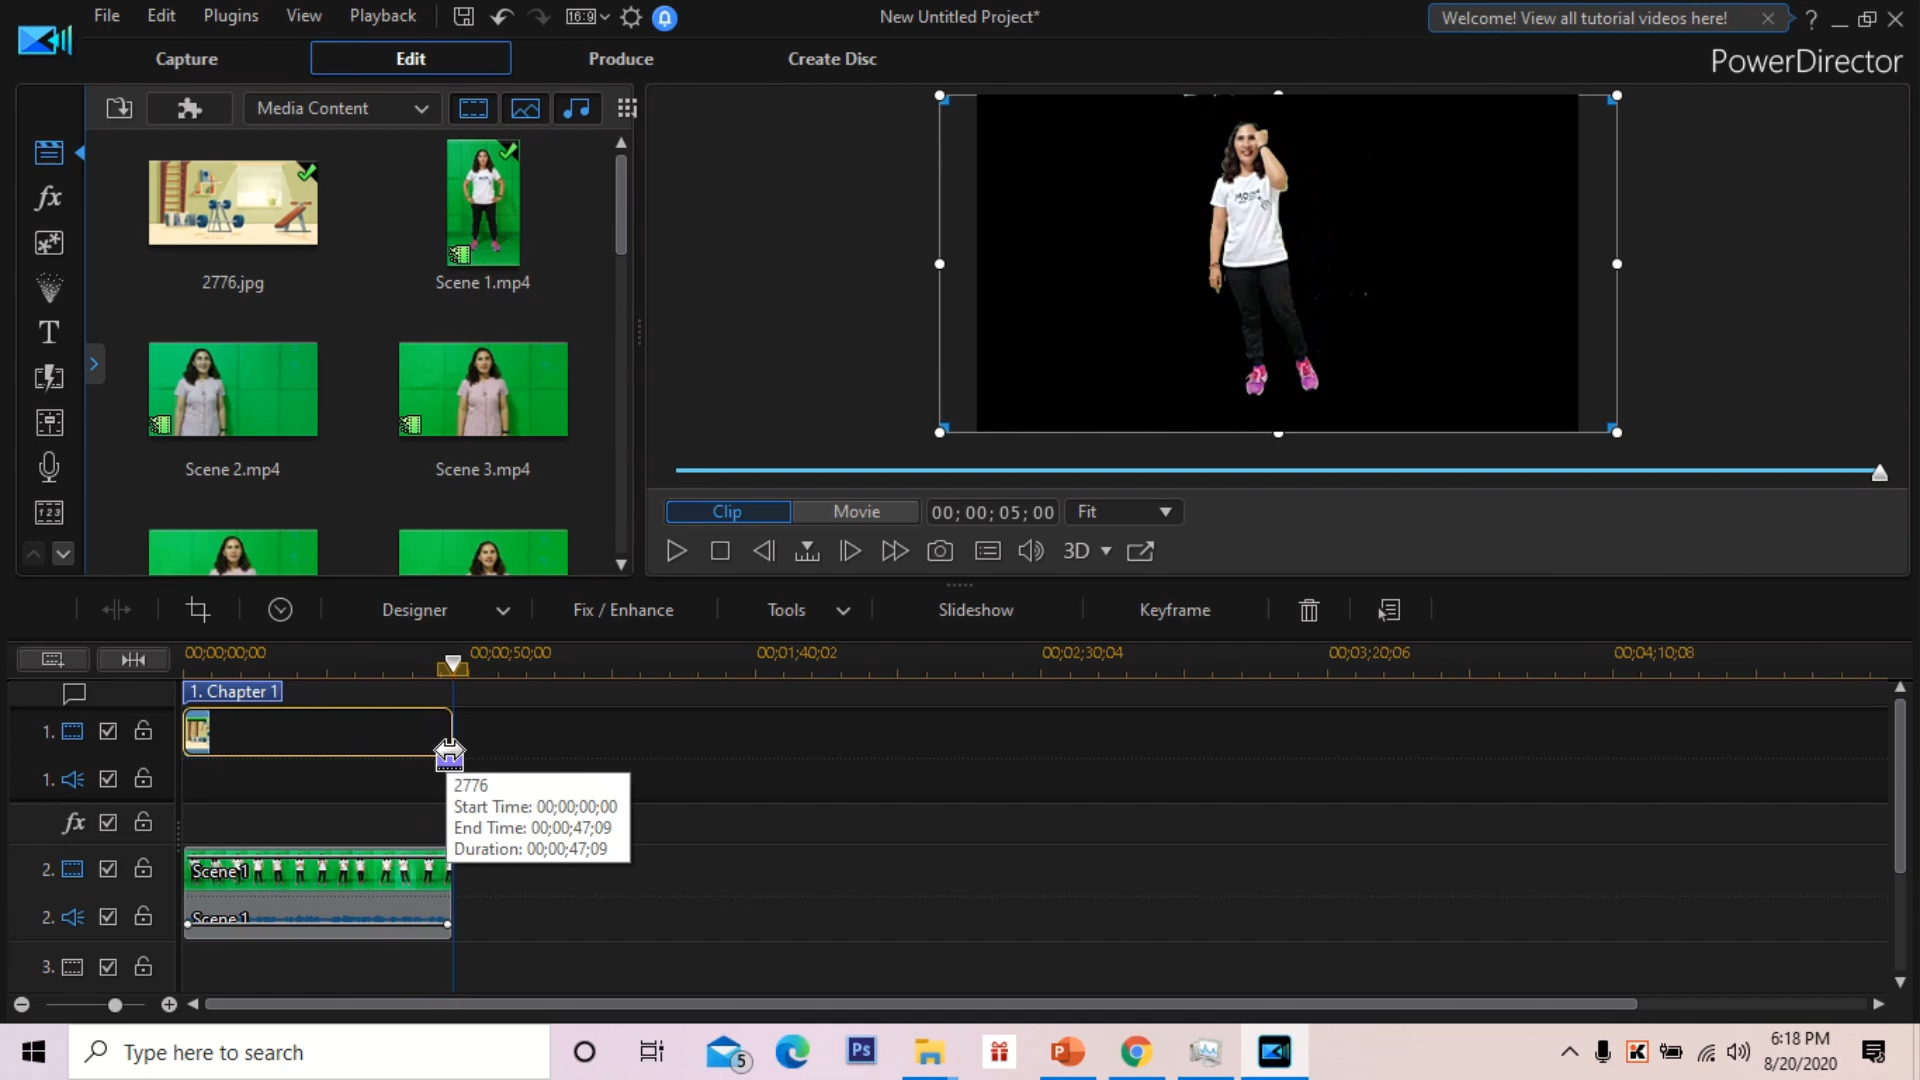 File Edit Plugins View Playback 16:9 New Untitled Project* Welcome! View all tutorial videos here! ?
Capture Edit Produce Create Disc PowerDirector
Media Content
2776.jpg Scene 1.mp4
Scene 2.mp4 Scene 3.mp4
fx
T
123
Clip Movie 00; 00; 05; 00 Fit
3D
Designer Fix / Enhance Tools Slideshow Keyframe
00;00;00;00 00;00;50;00 00;01;40;02 00;02;30;04 00;03;20;06 00;04;10;08
1. Chapter 1
1.
1.
fx
2. Scene 1
2. Scene 1
3.
2776
Start Time: 00;00;00;00
End Time: 00;00;47;09
Duration: 00;00;47;09
Type here to search
5
Ps
P
K
6:18 PM
8/20/2020